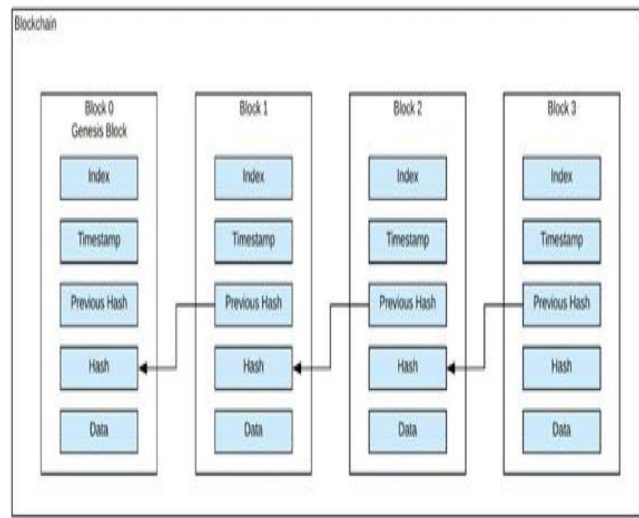 Blockchain
Block 0
Genesis Block
Index
Timestamp
Previous Hash
Hash
Data
Block 1
Index
Timestamp
Previous Hash
Hash
Data
Block 2
Index
Timestamp
Previous Hash
Hash
Data
Block 3
Index
Timestamp
Previous Hash
Hash
Data